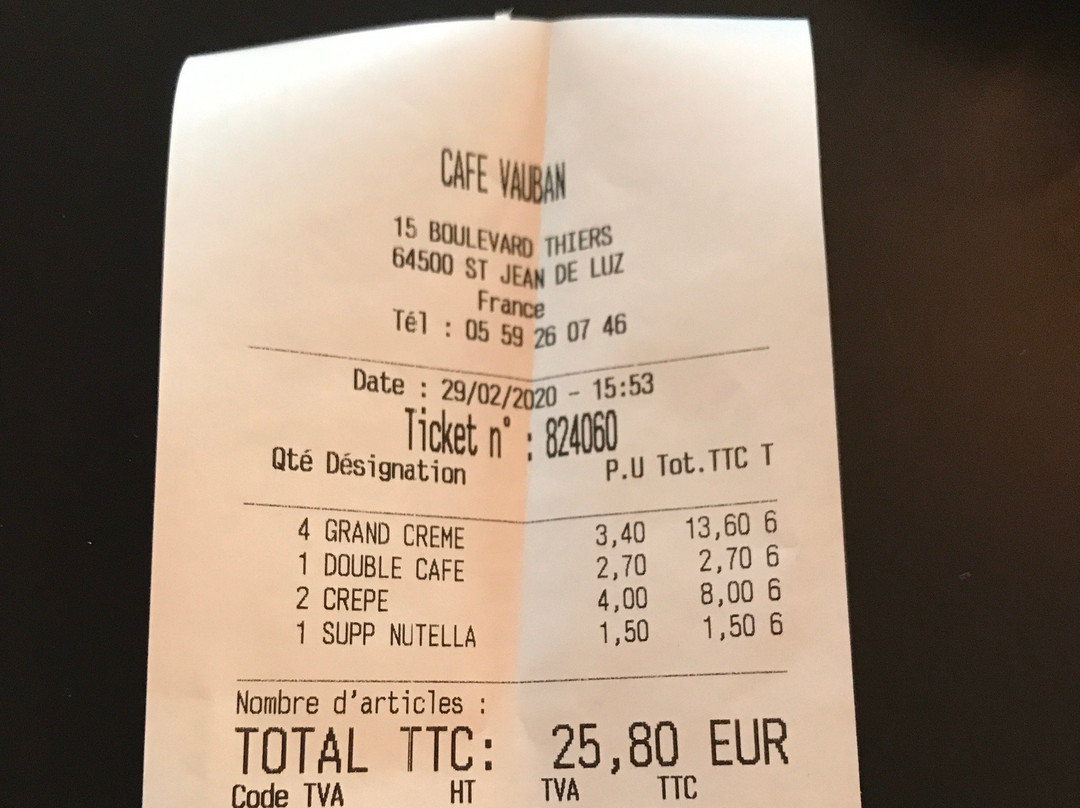 CAFE VAUBAN
15 BOULEVARD THIERS
64500 ST JEAN DE LUZ
France
Tél : 05 59 26 07 46
Date : 29/02/2020 - 15:53
Ticket n° : 824060
Qté Désignation P.U Tot.TTC T
4 GRAND CREME 3,40 13,60 6
1 DOUBLE CAFE 2,70 2,70 6
2 CREPE 4,00 8,00 6
1 SUPP NUTELLA 1,50 1,50 6
Nombre d'articles :
TOTAL TTC: 25,80 EUR
Code TVA HT TVA TTC